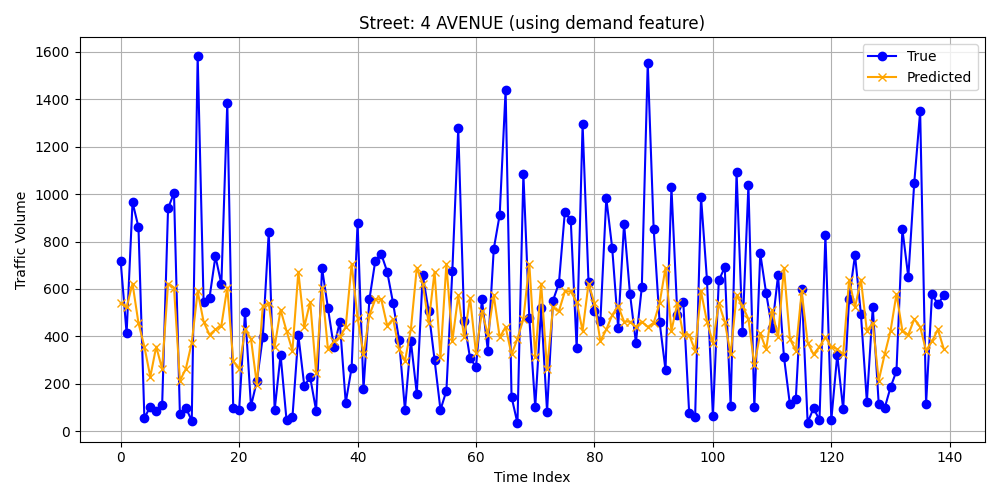 Street: 4 AVENUE (using demand feature)
True
Predicted
Traffic Volume
1600
1400
1200
1000
800
600
400
200
0
0 20 40 60 80 100 120 140
Time Index